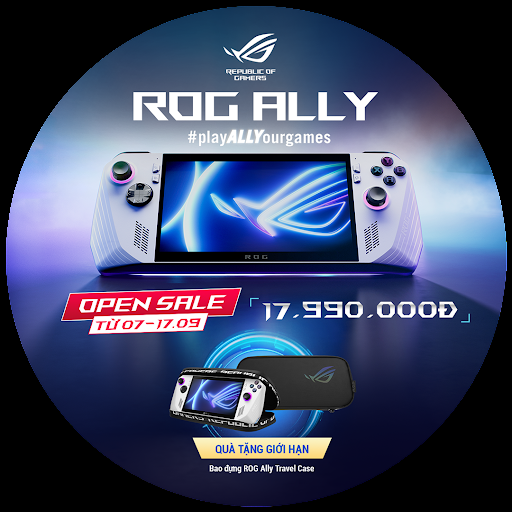 REPUBLIC OF
GAMERS
ROG ALLY
#playALLYourgames
ROG
OPEN SALE
TỪ 07-17.09
17.990.000Đ
QUÀ TẶNG GIỚI HẠN
Bao đựng ROG Ally Travel Case